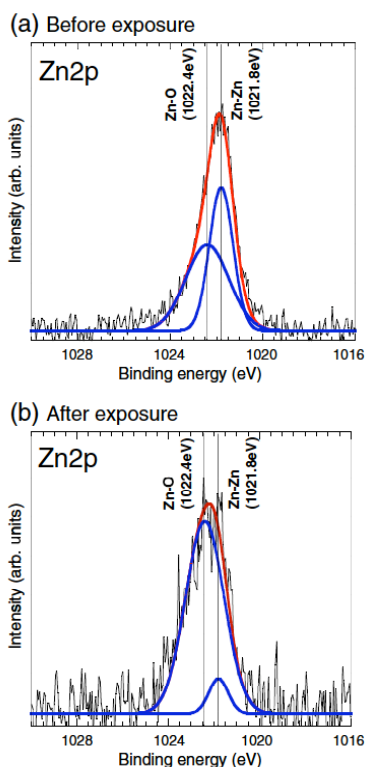 (a) Before exposure
Zn2p
Zn-O
(1022.4eV)
Zn-Zn
(1021.8eV)
Intensity (arb. units)
1028 1024 1020 1016
Binding energy (eV)
(b) After exposure
Zn2p
Zn-O
(1022.4eV)
Zn-Zn
(1021.8eV)
Intensity (arb. units)
1028 1024 1020 1016
Binding energy (eV)